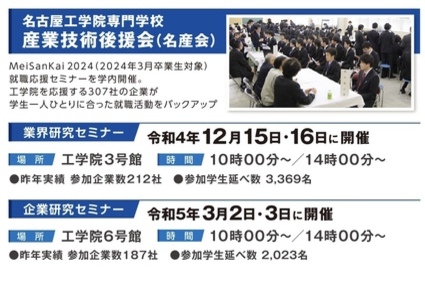 名古屋工学院専門学校
産業技術後援会(名産会)
MeiSanKai 2024(2024年3月卒業生対象)
就職応援セミナーを学内開催。
工学院を応援する307社の企業が
学生一人ひとりに合った就職活動をバックアップ
業界研究セミナー 令和4年12月15日・16日に開催
場所 工学院3号館 時間 10時00分〜／14時00分〜
●昨年実績 参加企業数212社 ●参加学生延べ数 3,369名
企業研究セミナー 令和5年3月2日・3日に開催
場所 工学院6号館 時間 10時00分〜／14時00分〜
●昨年実績 参加企業数187社 ●参加学生延べ数 2,023名